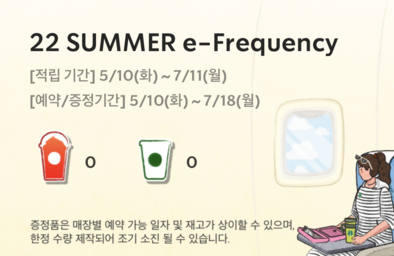 22 SUMMER e-Frequency
[적립 기간] 5/10(화) ~ 7/11(월)
[예약/증정기간] 5/10(화) ~ 7/18(월)
0 0
증정품은 매장별 예약 가능 일자 및 재고가 상이할 수 있으며,
한정 수량 제작되어 조기 소진 될 수 있습니다.